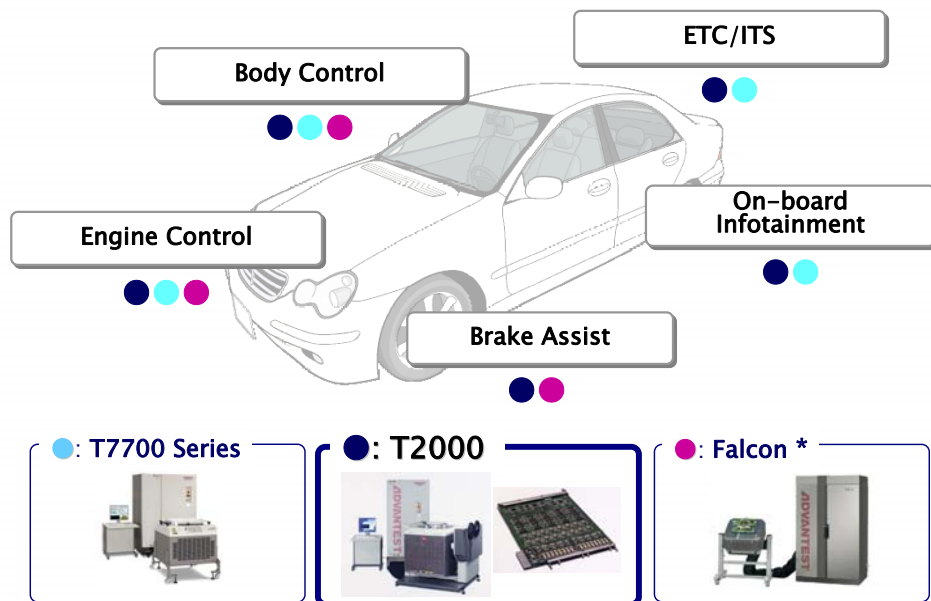 ETC/ITS
Body Control
On-board
Infotainment
Engine Control
Brake Assist
: T7700 Series
: T2000
: Falcon *
ADVANTEST
ADVANTEST